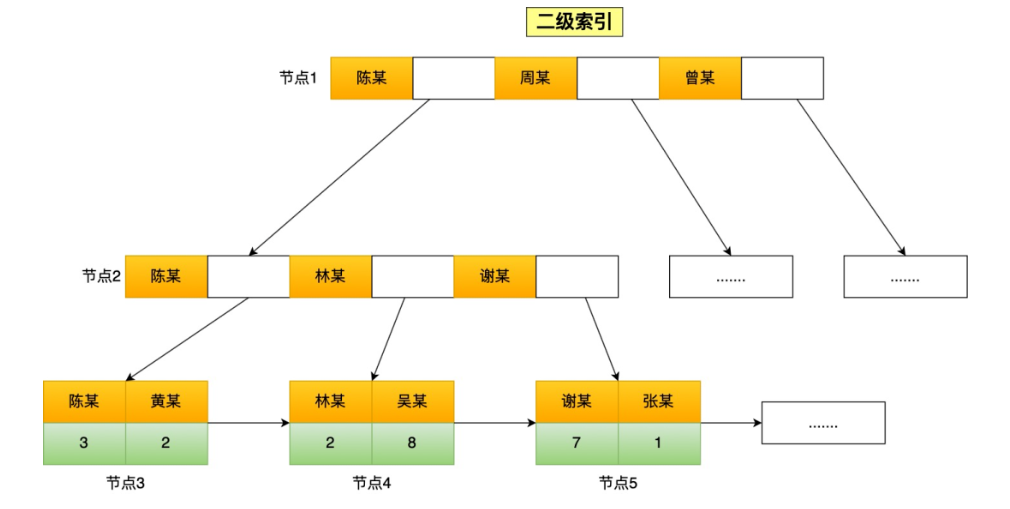 二级索引
节点1 陈某 周某 曾某
节点2 陈某 林某 谢某 ....... .......
陈某 黄某 林某 吴某 谢某 张某
3 2 2 8 7 1 .......
节点3 节点4 节点5